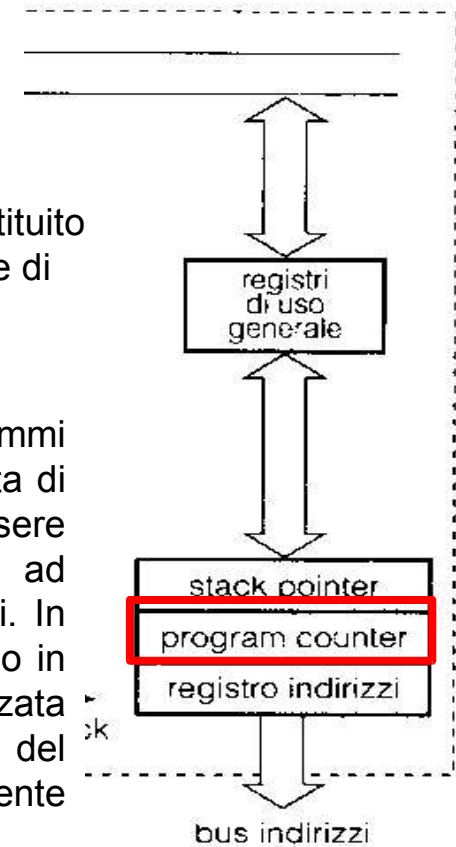 tituito
e di
registri
di uso
generale
mmi
ta di
sere
ad
i. In
o in
zata
del
ente
stack pointer
program counter
registro indirizzi
ck
bus indirizzi